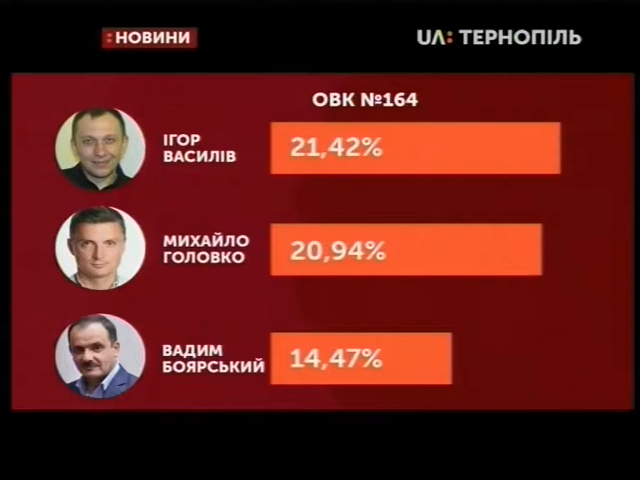 :НОВИНИ
UA: ТЕРНОПІЛЬ
ОВК №164
ІГОР
ВАСИЛІВ
21,42%
МИХАЙЛО
ГОЛОВКО
20,94%
ВАДИМ
БОЯРСЬКИЙ
14,47%